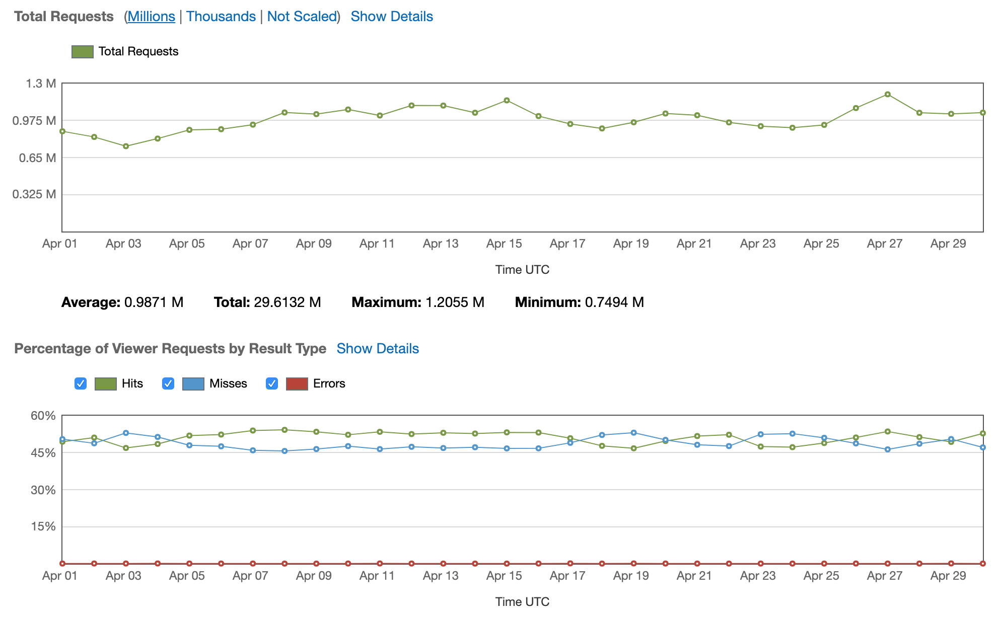 Total Requests (Millions | Thousands | Not Scaled) Show Details
Total Requests
1.3 M
0.975 M
0.65 M
0.325 M
Apr 01 Apr 03 Apr 05 Apr 07 Apr 09 Apr 11 Apr 13 Apr 15 Apr 17 Apr 19 Apr 21 Apr 23 Apr 25 Apr 27 Apr 29
Time UTC
Average: 0.9871 M Total: 29.6132 M Maximum: 1.2055 M Minimum: 0.7494 M
Percentage of Viewer Requests by Result Type Show Details
Hits Misses Errors
60%
45%
30%
15%
Apr 01 Apr 03 Apr 05 Apr 07 Apr 09 Apr 11 Apr 13 Apr 15 Apr 17 Apr 19 Apr 21 Apr 23 Apr 25 Apr 27 Apr 29
Time UTC